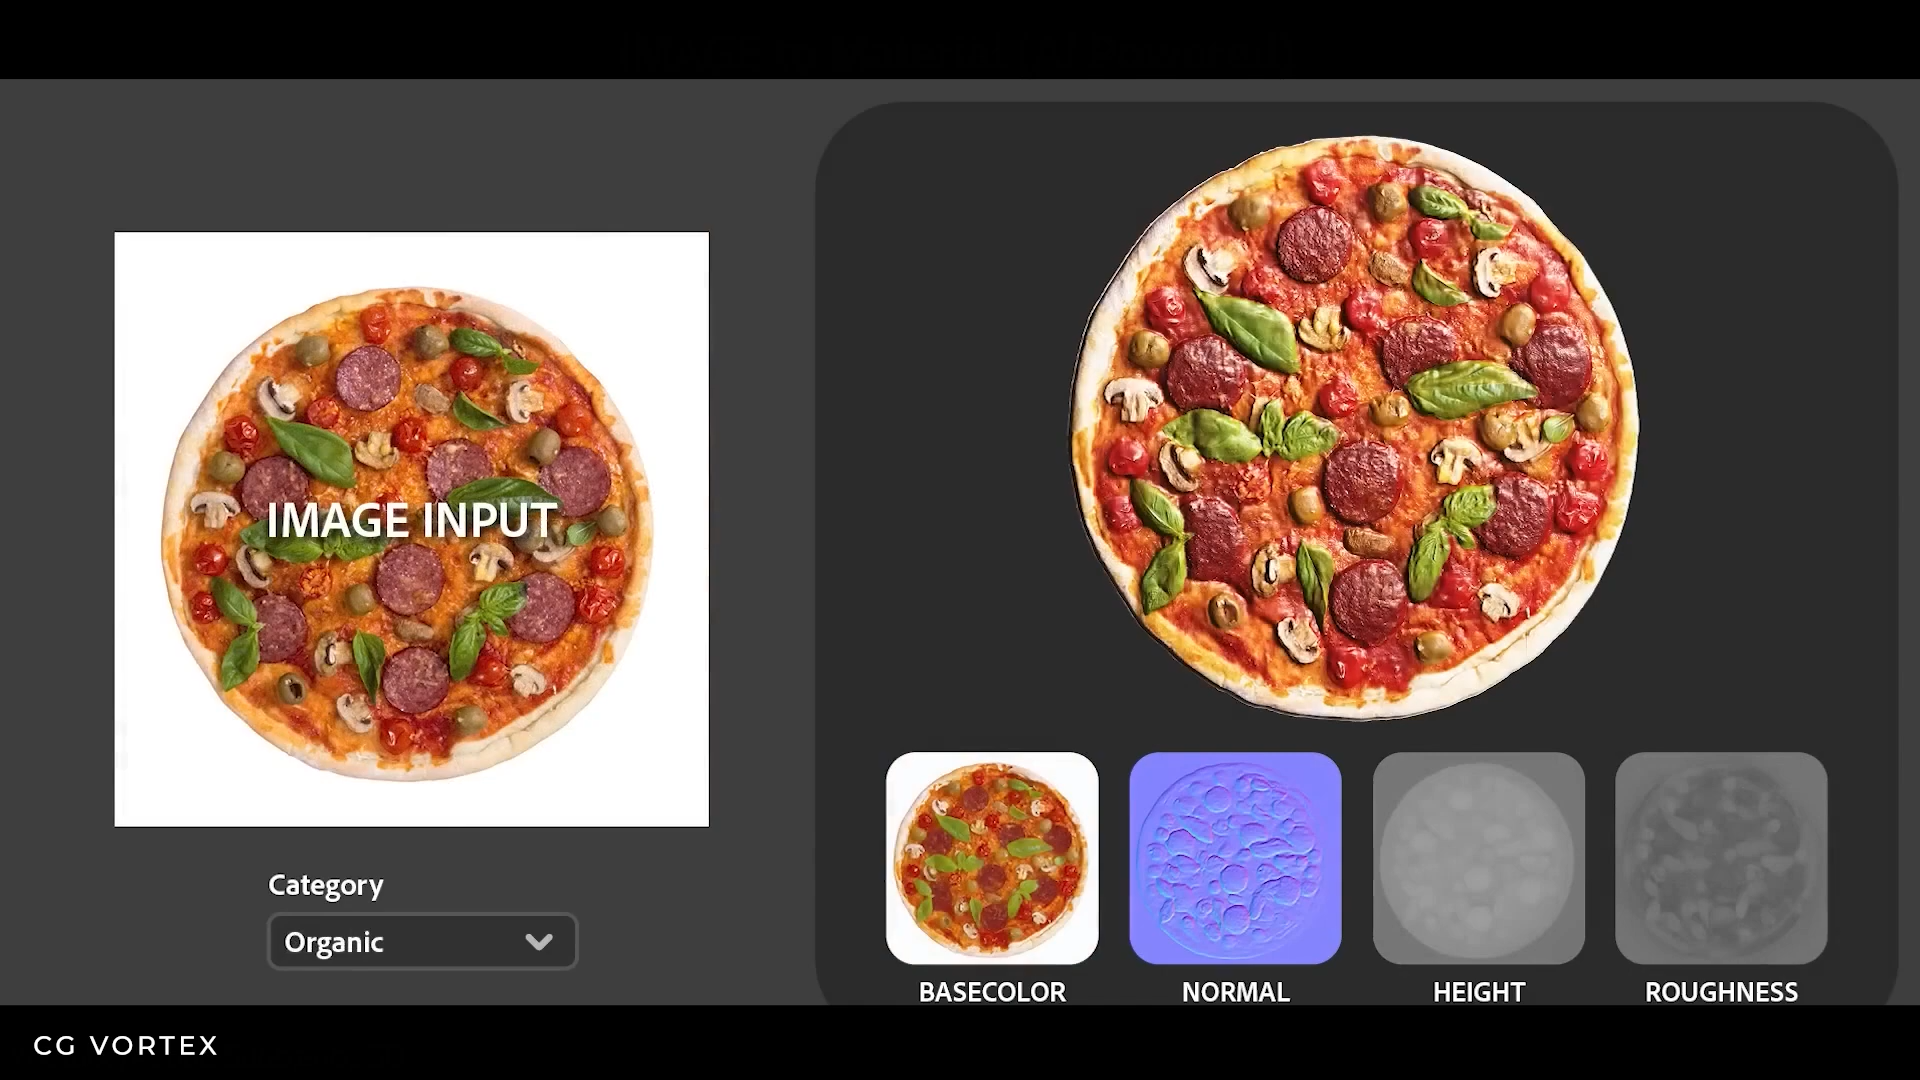 IMAGE INPUT
Category
Organic
BASECOLOR
NORMAL
HEIGHT
ROUGHNESS
CG VORTEX